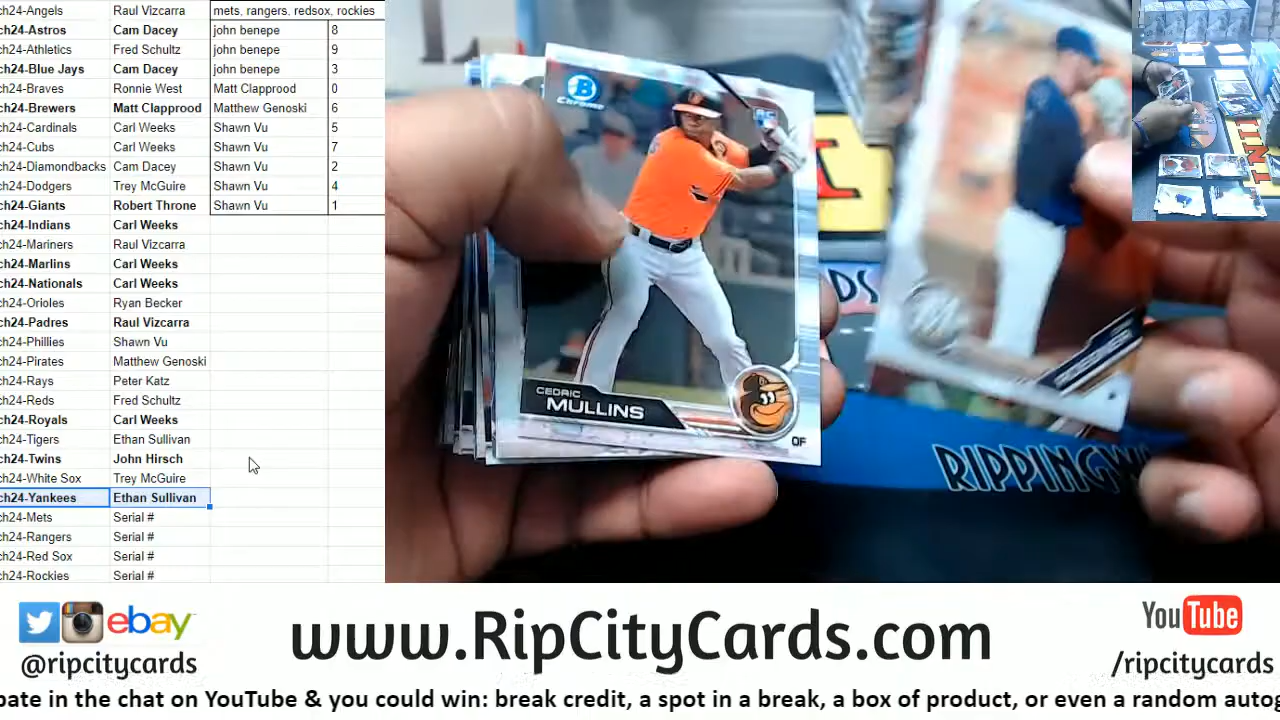 ch24-Angels Raul Vizcarra mets, rangers, redsox, rockies
ch24-Astros Cam Dacey john benepe 8
ch24-Athletics Fred Schultz john benepe 9
ch24-Blue Jays Cam Dacey john benepe 3
ch24-Braves Ronnie West Matt Clapprood 0
ch24-Brewers Matt Clapprood Matthew Genoski 6
ch24-Cardinals Carl Weeks Shawn Vu 5
ch24-Cubs Carl Weeks Shawn Vu 7
ch24-Diamondbacks Cam Dacey Shawn Vu 2
ch24-Dodgers Trey McGuire Shawn Vu 4
ch24-Giants Robert Throne Shawn Vu 1
ch24-Indians Carl Weeks
ch24-Mariners Raul Vizcarra
ch24-Marlins Carl Weeks
ch24-Nationals Carl Weeks
ch24-Orioles Ryan Becker
ch24-Padres Raul Vizcarra
ch24-Phillies Shawn Vu
ch24-Pirates Matthew Genoski
ch24-Rays Peter Katz
ch24-Reds Fred Schultz
ch24-Royals Carl Weeks
ch24-Tigers Ethan Sullivan
ch24-Twins John Hirsch
ch24-White Sox Trey McGuire
ch24-Yankees Ethan Sullivan
ch24-Mets Serial #
ch24-Rangers Serial #
ch24-Red Sox Serial #
ch24-Rockies Serial #
B
Chrome
RC
CEDRIC
MULLINS
OF
DS
RIPPINGW
ebay
@ripcitycards
www.RipCityCards.com
YouTube
/ripcitycards
pate in the chat on YouTube & you could win: break credit, a spot in a break, a box of product, or even a random autog